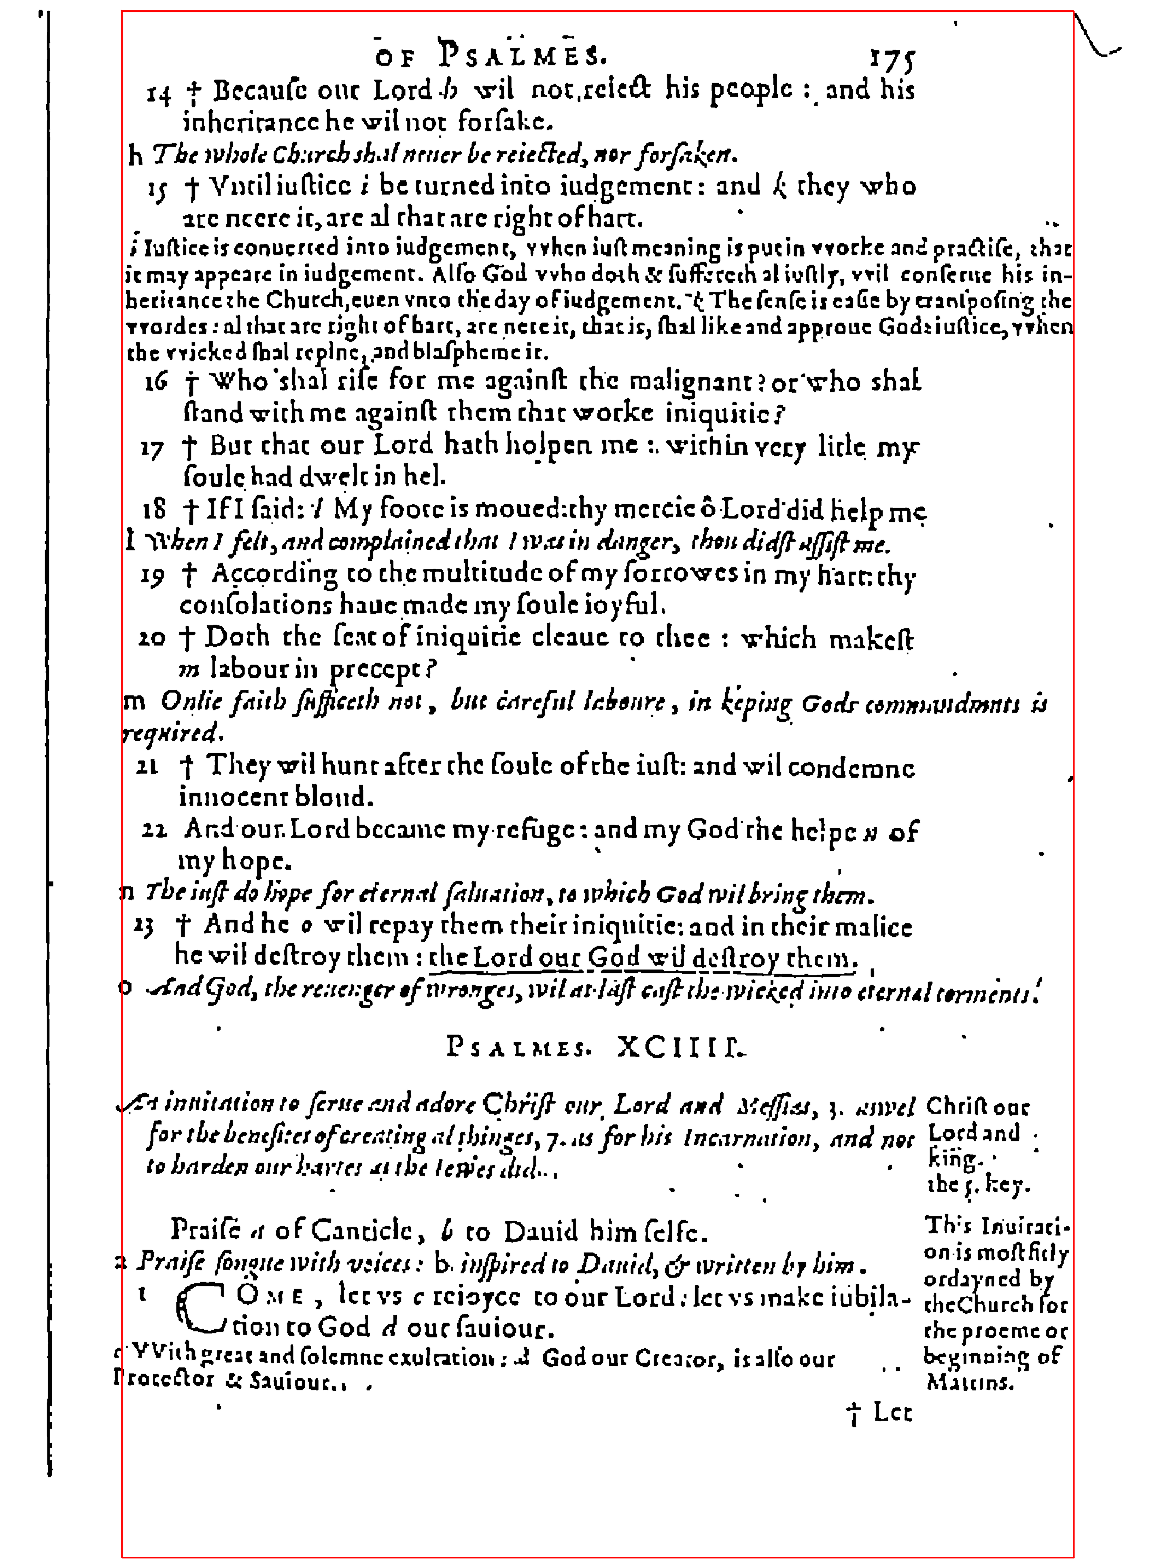 OF PSALMES.
175
14 † Becauſe our Lord h wil not reiect his people : and his
inheritance he wil not forſake.
h The whole Church shal neuer be reiected, nor forſaken.
15 † Vntil iuſtice i be turned into iudgement: and k they who
are neere it, are al that are right of hart.
i Iuſtice is conuerted into iudgement, vvhen iuſt meaning is put in vvorke and practiſe, that
it may appeare in iudgement. Alſo God vvho doth & ſuffereth al iuſtly, vvil conſerue his in-
heritance the Church, euen vnto the day of iudgement. k The ſenſe is eaſie by tranſpoſing the
vvordes: al that are right of hart, are nere it, that is, ſhal like and approue Gods iuſtice, vvhen
the vvicked ſhal repine, and blaſpheme it.
16 † Who shal riſe for me againſt the malignant? or who shal
ſtand with me againſt them that worke iniquitie?
17 † But that our Lord hath holpen me : within very litle my
ſoule had dwelt in hel.
18 † If I ſaid: l My foote is moued: thy mercie ô Lord did help me
l When I felt, and complained that I was in danger, thou didſt aſſiſt me.
19 † According to the multitude of my ſorrowes in my hart: thy
conſolations haue made my ſoule ioyful.
20 † Doth the ſeat of iniquitie cleaue to thee : which makeſt
m labour in precept?
m Onlie faith ſufficeth not, but careful laboure, in keping Gods commandmnts is
required.
21 † They wil hunt after the ſoule of the iuſt: and wil condemne
innocent bloud.
22 And our Lord became my refuge: and my God the helpe n of
my hope.
n The iuſt do hope for eternal ſaluation, to which God wil bring them.
23 † And he o wil repay them their iniquitie: and in their malice
he wil deſtroy them : the Lord our God wil deſtroy them.
o And God, the reuenger of wronges, wil at laſt caſt the wicked into eternal torments.
PSALMES. XCIIII.
An inuitation to ſerue and adore Chriſt our Lord and Meſſias, 3. aswel
for the benefites of creating al thinges, 7. as for his Incarnation, and not
to harden our hartes as the Iewes did.
Chriſt our
Lord and
king.
the 5. key.
Praiſe a of Canticle, b to Dauid him ſelfe.
a Praiſe ſongue with voices: b. inſpired to Dauid, & written by him.
1 COME, let vs c reioyce to our Lord: let vs make iubila-
tion to God d our ſauiour.
c VVith great and ſolemne exultation: d God our Creator, is alſo our
Protector & Sauiour.
This Inuitati-
on is moſt fitly
ordayned by
the Church for
the proeme or
beginning of
Mattins.
† Let